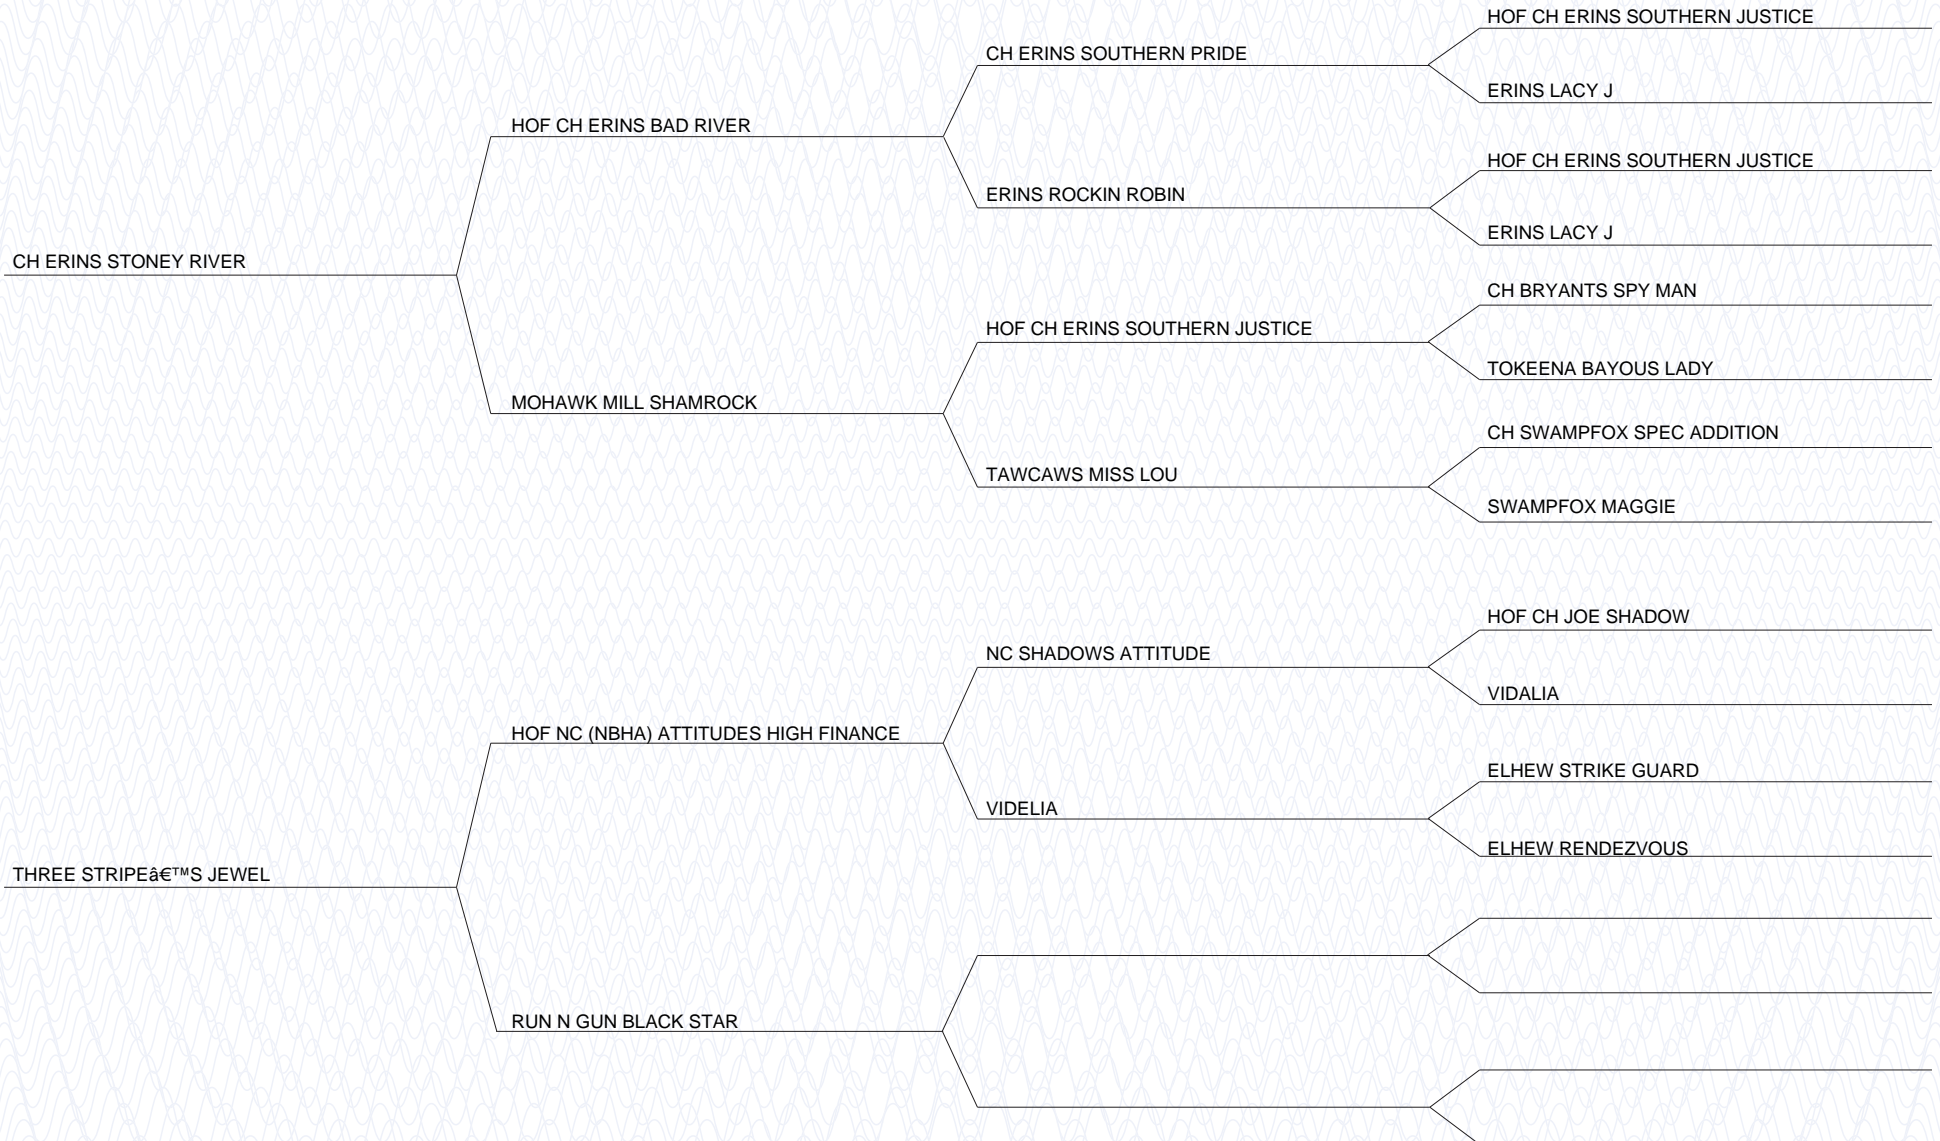 HOF CH ERINS SOUTHERN JUSTICE
CH ERINS SOUTHERN PRIDE
ERINS LACY J
HOF CH ERINS BAD RIVER
HOF CH ERINS SOUTHERN JUSTICE
ERINS ROCKIN ROBIN
ERINS LACY J
CH ERINS STONEY RIVER
CH BRYANTS SPY MAN
HOF CH ERINS SOUTHERN JUSTICE
TOKEENA BAYOUS LADY
MOHAWK MILL SHAMROCK
CH SWAMPFOX SPEC ADDITION
TAWCAWS MISS LOU
SWAMPFOX MAGGIE
HOF CH JOE SHADOW
NC SHADOWS ATTITUDE
VIDALIA
HOF NC (NBHA) ATTITUDES HIGH FINANCE
ELHEW STRIKE GUARD
VIDELIA
ELHEW RENDEZVOUS
THREE STRIPE’S JEWEL
RUN N GUN BLACK STAR